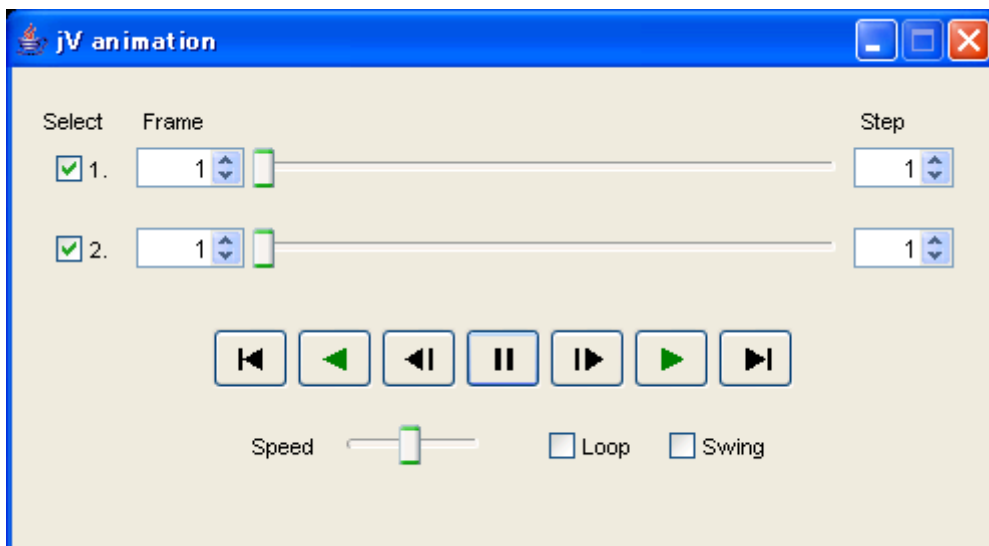 jV animation
Select Frame Step
1. 1 1
2. 1 1
Speed Loop Swing